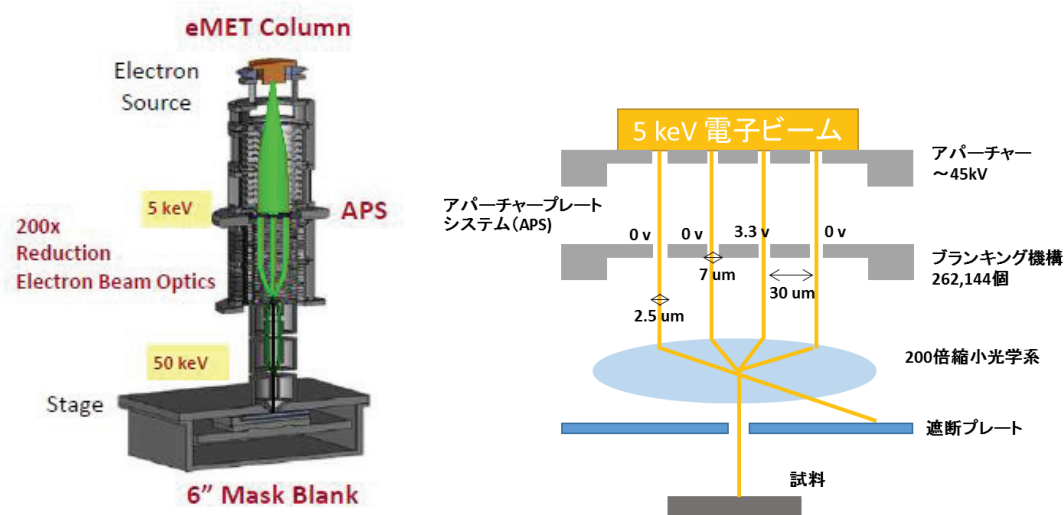 eMET Column
Electron
Source
5 keV
APS
200x
Reduction
Electron Beam Optics
50 keV
Stage
6” Mask Blank
5 keV 電子ビーム
アパーチャー
～45kV
アパーチャープレート
システム（APS)
0 v
0 v
3.3 v
0 v
ブランキング機構
262,144個
7 um
30 um
2.5 um
200倍縮小光学系
遮断プレート
試料